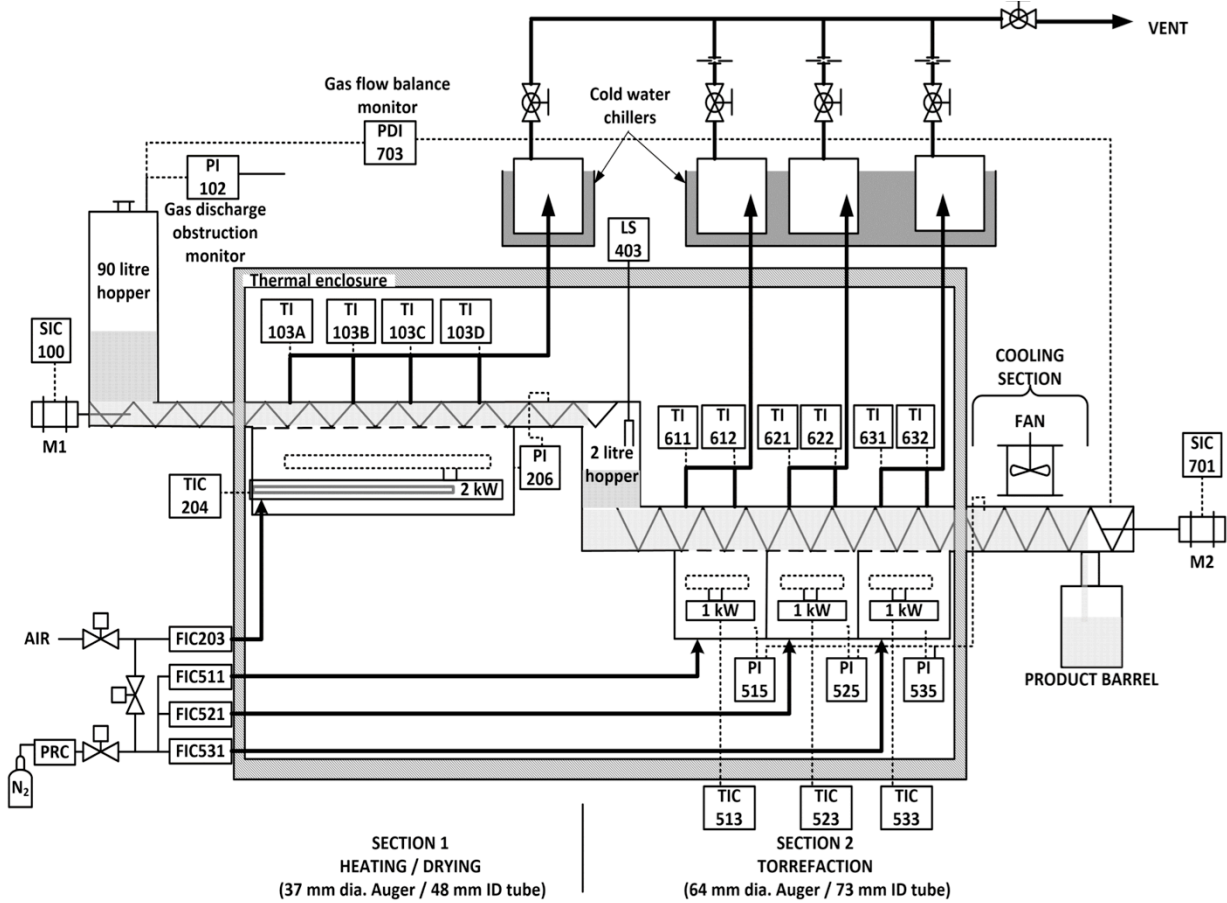 VENT
Gas flow balance
monitor
PDI
703
Cold water
chillers
PI
102
Gas discharge
obstruction
monitor
LS
403
90 litre
hopper
Thermal enclosure
TI
103A
TI
103B
TI
103C
TI
103D
SIC
100
M1
COOLING
SECTION
FAN
TI
611
TI
612
TI
621
TI
622
TI
631
TI
632
2 litre
hopper
PI
206
TIC
204
2 kW
SIC
701
M2
1 kW
1 kW
1 kW
AIR
FIC203
FIC511
FIC521
FIC531
PRC
N₂
PI
515
PI
525
PI
535
PRODUCT BARREL
TIC
513
TIC
523
TIC
533
SECTION 1
HEATING / DRYING
(37 mm dia. Auger / 48 mm ID tube)
SECTION 2
TORREFACTION
(64 mm dia. Auger / 73 mm ID tube)